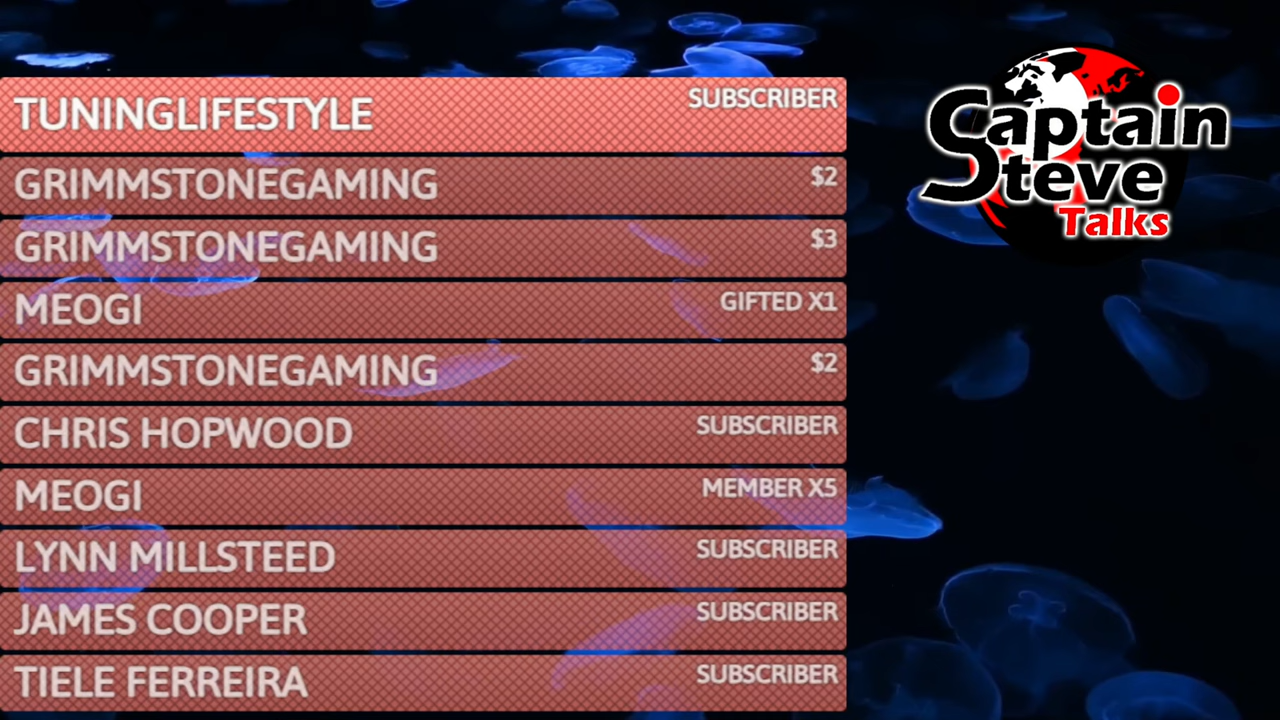 TUNINGLIFESTYLE SUBSCRIBER
GRIMMSTONEGAMING $2
GRIMMSTONEGAMING $3
MEOGI GIFTED X1
GRIMMSTONEGAMING $2
CHRIS HOPWOOD SUBSCRIBER
MEOGI MEMBER X5
LYNN MILLSTEED SUBSCRIBER
JAMES COOPER SUBSCRIBER
TIELE FERREIRA SUBSCRIBER
Captain
Steve
Talks